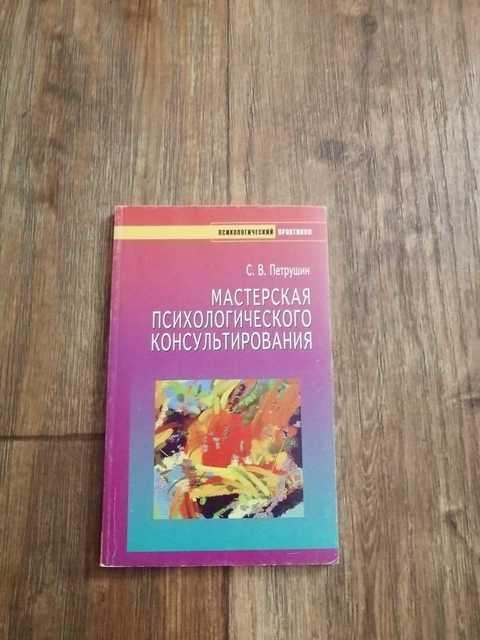 ПСИХОЛОГИЧЕСКИЙ ПРАКТИКУМ
С. В. Петрушин
МАСТЕРСКАЯ
ПСИХОЛОГИЧЕСКОГО
КОНСУЛЬТИРОВАНИЯ